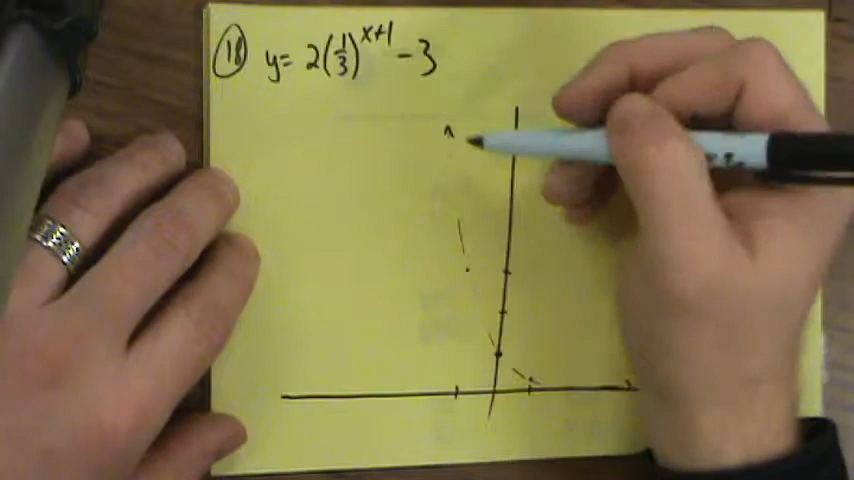 18 y= 2(1/3)^x+1 - 3